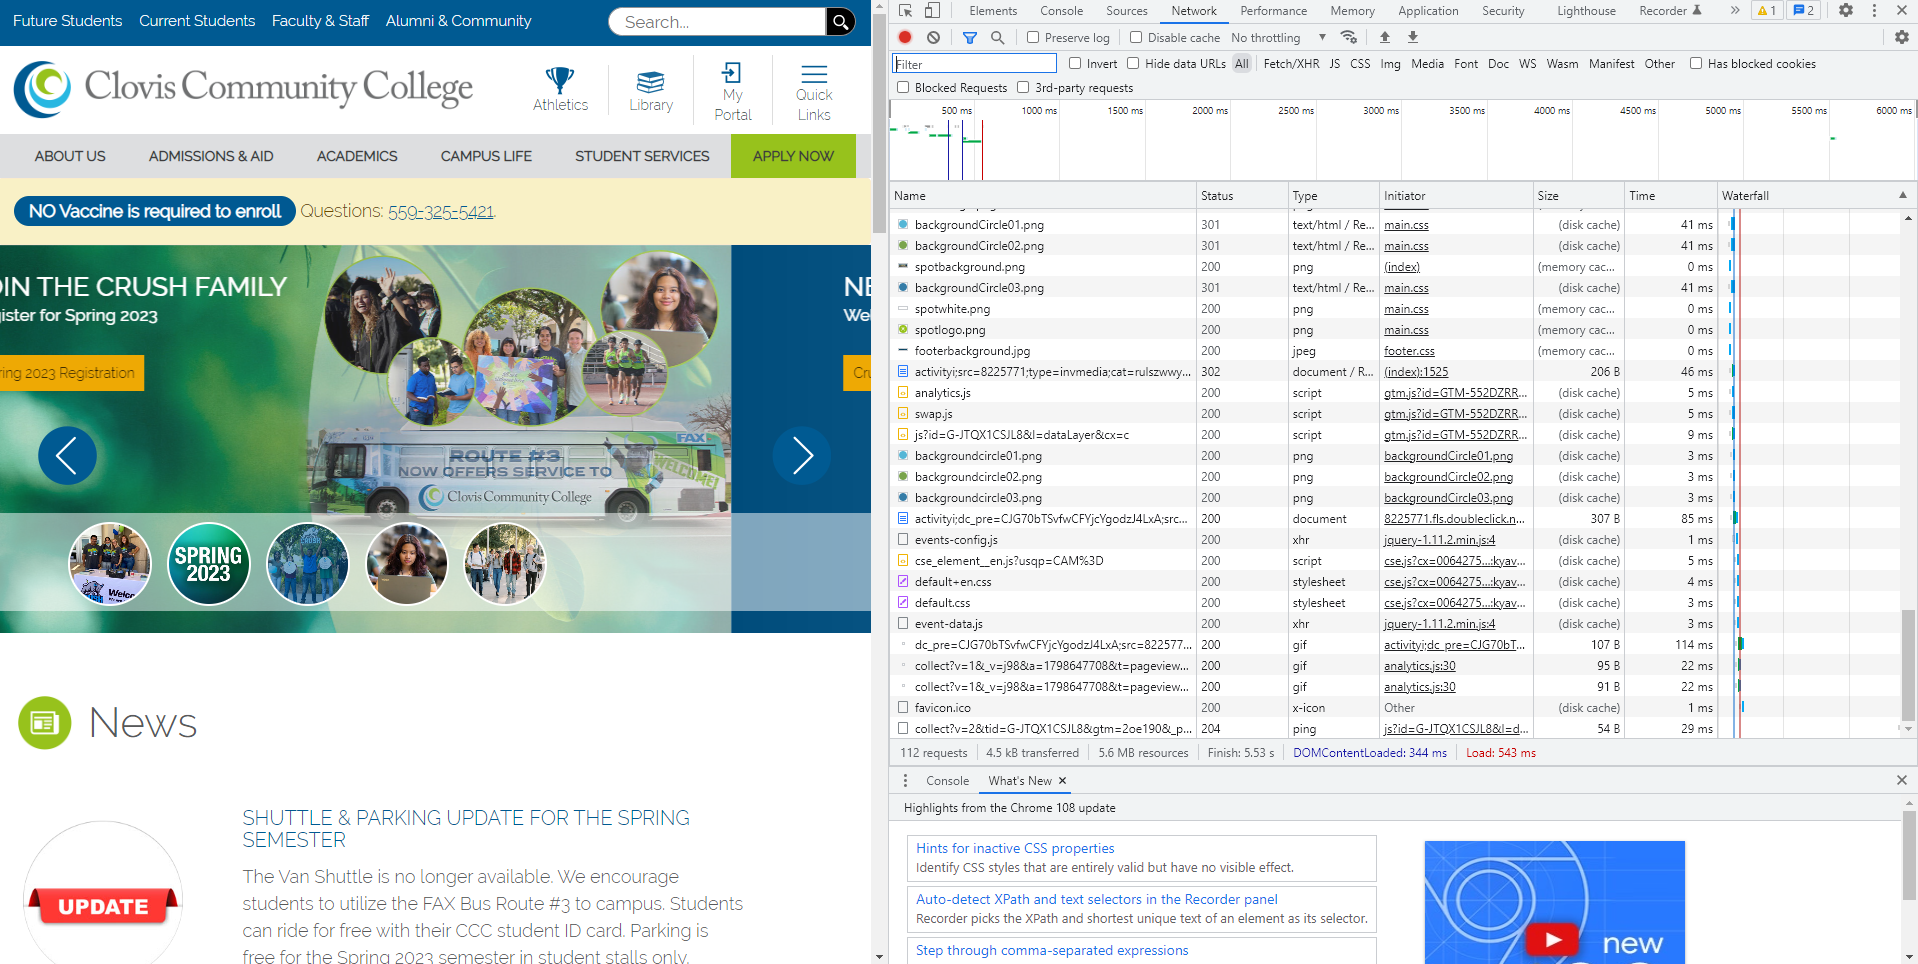 Future Students Current Students Faculty & Staff Alumni & Community Search...
Clovis Community College
Athletics
Library
My Portal
Quick Links
ABOUT US ADMISSIONS & AID ACADEMICS CAMPUS LIFE STUDENT SERVICES APPLY NOW
NO Vaccine is required to enroll Questions: 559-325-5421.
IN THE CRUSH FAMILY
gister for Spring 2023
ring 2023 Registration
NE
Wel
Cru
FAX
WELCOME!
ROUTE #3
NOW OFFERS SERVICE TO
Clovis Community College
SPRING
2023
News
SHUTTLE & PARKING UPDATE FOR THE SPRING
SEMESTER
UPDATE
The Van Shuttle is no longer available. We encourage
students to utilize the FAX Bus Route #3 to campus. Students
can ride for free with their CCC student ID card. Parking is
free for the Spring 2023 semester in student stalls only.
Elements Console Sources Network Performance Memory Application Security Lighthouse Recorder » 1 2
Preserve log Disable cache No throttling
Filter Invert Hide data URLs All Fetch/XHR JS CSS Img Media Font Doc WS Wasm Manifest Other Has blocked cookies
Blocked Requests 3rd-party requests
500 ms 1000 ms 1500 ms 2000 ms 2500 ms 3000 ms 3500 ms 4000 ms 4500 ms 5000 ms 5500 ms 6000 ms
Name Status Type Initiator Size Time Waterfall
backgroundCircle01.png 301 text/html / Re... main.css (disk cache) 41 ms
backgroundCircle02.png 301 text/html / Re... main.css (disk cache) 41 ms
spotbackground.png 200 png (index) (memory cac... 0 ms
backgroundCircle03.png 301 text/html / Re... main.css (disk cache) 41 ms
spotwhite.png 200 png main.css (memory cac... 0 ms
spotlogo.png 200 png main.css (memory cac... 0 ms
footerbackground.jpg 200 jpeg footer.css (memory cac... 0 ms
activityi;src=8225771;type=invmedia;cat=rulszwwy... 302 document / R... (index):1525 206 B 46 ms
analytics.js 200 script gtm.js?id=GTM-552DZRR... (disk cache) 5 ms
swap.js 200 script gtm.js?id=GTM-552DZRR... (disk cache) 5 ms
js?id=G-JTQX1CSJL8&l=dataLayer&cx=c 200 script gtm.js?id=GTM-552DZRR... (disk cache) 9 ms
backgroundcircle01.png 200 png backgroundCircle01.png (disk cache) 3 ms
backgroundcircle02.png 200 png backgroundCircle02.png (disk cache) 3 ms
backgroundcircle03.png 200 png backgroundCircle03.png (disk cache) 3 ms
activityi;dc_pre=CJG70bTSvfwCFYjcYgodzJ4LxA;src... 200 document 8225771.fls.doubleclick.n... 307 B 85 ms
events-config.js 200 xhr jquery-1.11.2.min.js:4 (disk cache) 1 ms
cse_element__en.js?usqp=CAM%3D 200 script cse.js?cx=0064275...:kyav... (disk cache) 5 ms
default+en.css 200 stylesheet cse.js?cx=0064275...:kyav... (disk cache) 4 ms
default.css 200 stylesheet cse.js?cx=0064275...:kyav... (disk cache) 3 ms
event-data.js 200 xhr jquery-1.11.2.min.js:4 (disk cache) 3 ms
dc_pre=CJG70bTSvfwCFYjcYgodzJ4LxA;src=822577... 200 gif activityi;dc_pre=CJG70bT... 107 B 114 ms
collect?v=1&_v=j98&a=1798647708&t=pageview... 200 gif analytics.js:30 95 B 22 ms
collect?v=1&_v=j98&a=1798647708&t=pageview... 200 gif analytics.js:30 91 B 22 ms
favicon.ico 200 x-icon Other (disk cache) 1 ms
collect?v=2&tid=G-JTQX1CSJL8&gtm=2oe190&_p... 204 ping js?id=G-JTQX1CSJL8&l=d... 54 B 29 ms
112 requests 4.5 kB transferred 5.6 MB resources Finish: 5.53 s DOMContentLoaded: 344 ms Load: 543 ms
Console What's New
Highlights from the Chrome 108 update
Hints for inactive CSS properties
Identify CSS styles that are entirely valid but have no visible effect.
Auto-detect XPath and text selectors in the Recorder panel
Recorder picks the XPath and shortest unique text of an element as its selector.
Step through comma-separated expressions
new